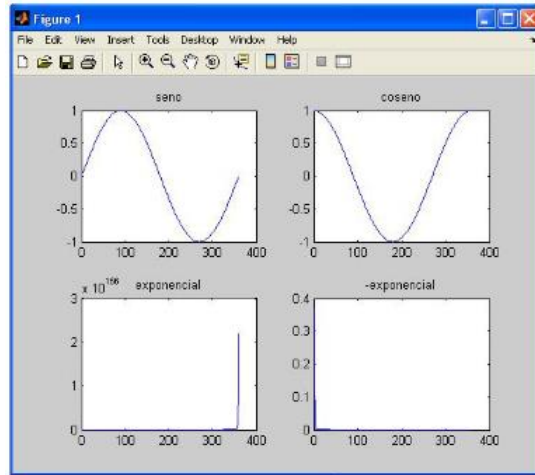 Figure 1
File Edit View Insert Tools Desktop Window Help
seno
1
0.5
0
-0.5
-1
0 100 200 300 400
coseno
1
0.5
0
-0.5
-1
0 100 200 300 400
x 10^156
exponencial
3
2
1
0
0 100 200 300 400
-exponencial
0.4
0.3
0.2
0.1
0
0 100 200 300 400